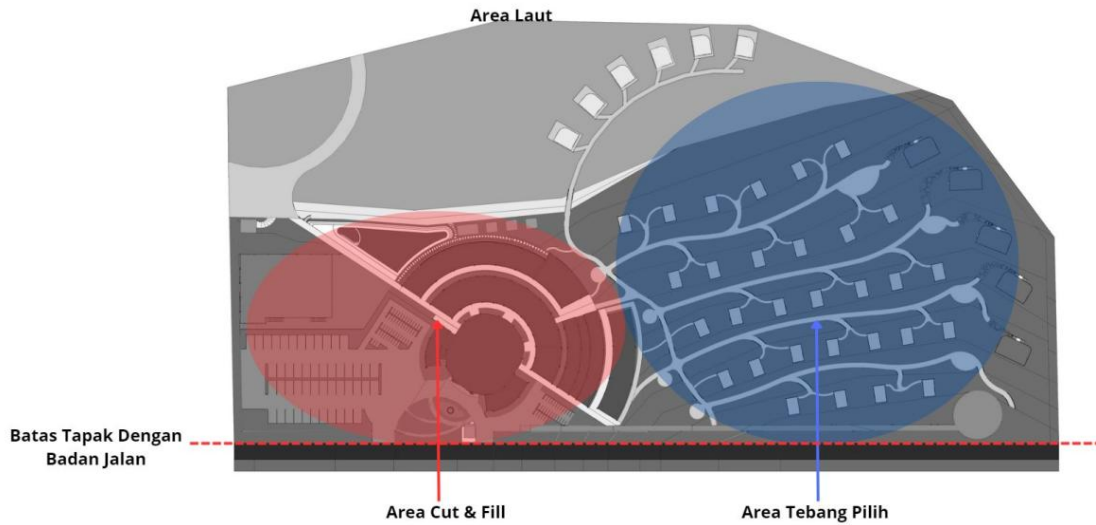 Area Laut
Batas Tapak Dengan
Badan Jalan
Area Cut & Fill
Area Tebang Pilih